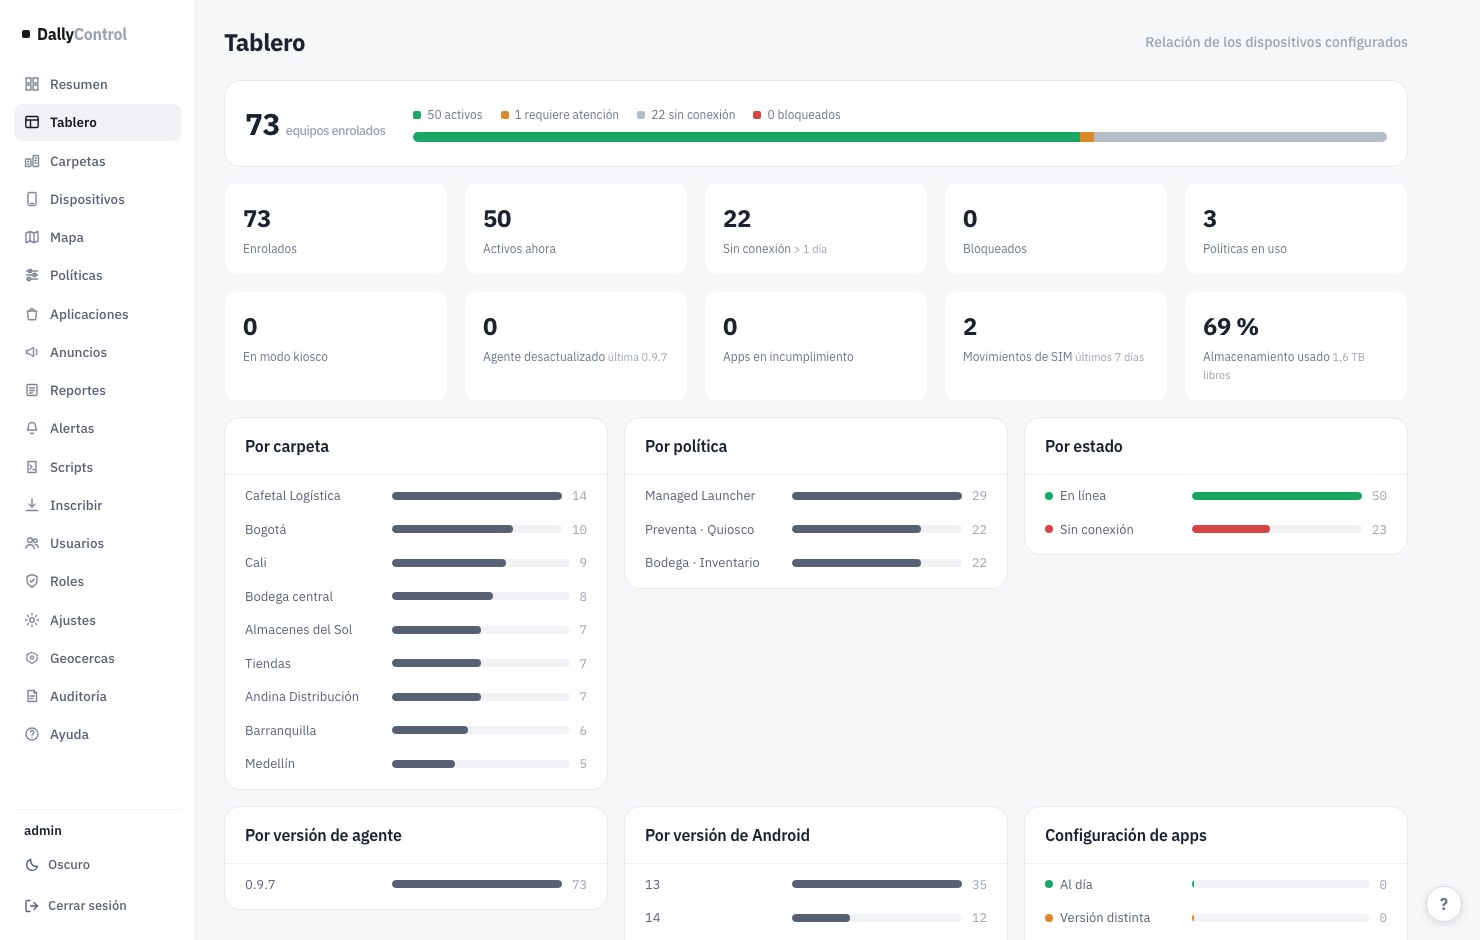 DallyControl
Resumen
Tablero
Carpetas
Dispositivos
Mapa
Políticas
Aplicaciones
Anuncios
Reportes
Alertas
Scripts
Inscribir
Usuarios
Roles
Ajustes
Geocercas
Auditoría
Ayuda
admin
Oscuro
Cerrar sesión
Tablero
Relación de los dispositivos configurados
73 equipos enrolados
50 activos 1 requiere atención 22 sin conexión 0 bloqueados
73
Enrolados
50
Activos ahora
22
Sin conexión > 1 día
0
Bloqueados
3
Políticas en uso
0
En modo kiosco
0
Agente desactualizado última 0.9.7
0
Apps en incumplimiento
2
Movimientos de SIM últimos 7 días
69 %
Almacenamiento usado 1,6 TB
libres
Por carpeta
Cafetal Logística 14
Bogotá 10
Cali 9
Bodega central 8
Almacenes del Sol 7
Tiendas 7
Andina Distribución 7
Barranquilla 6
Medellín 5
Por política
Managed Launcher 29
Preventa · Quiosco 22
Bodega · Inventario 22
Por estado
En línea 50
Sin conexión 23
Por versión de agente
0.9.7 73
Por versión de Android
13 35
14 12
Configuración de apps
Al día 0
Versión distinta 0
?